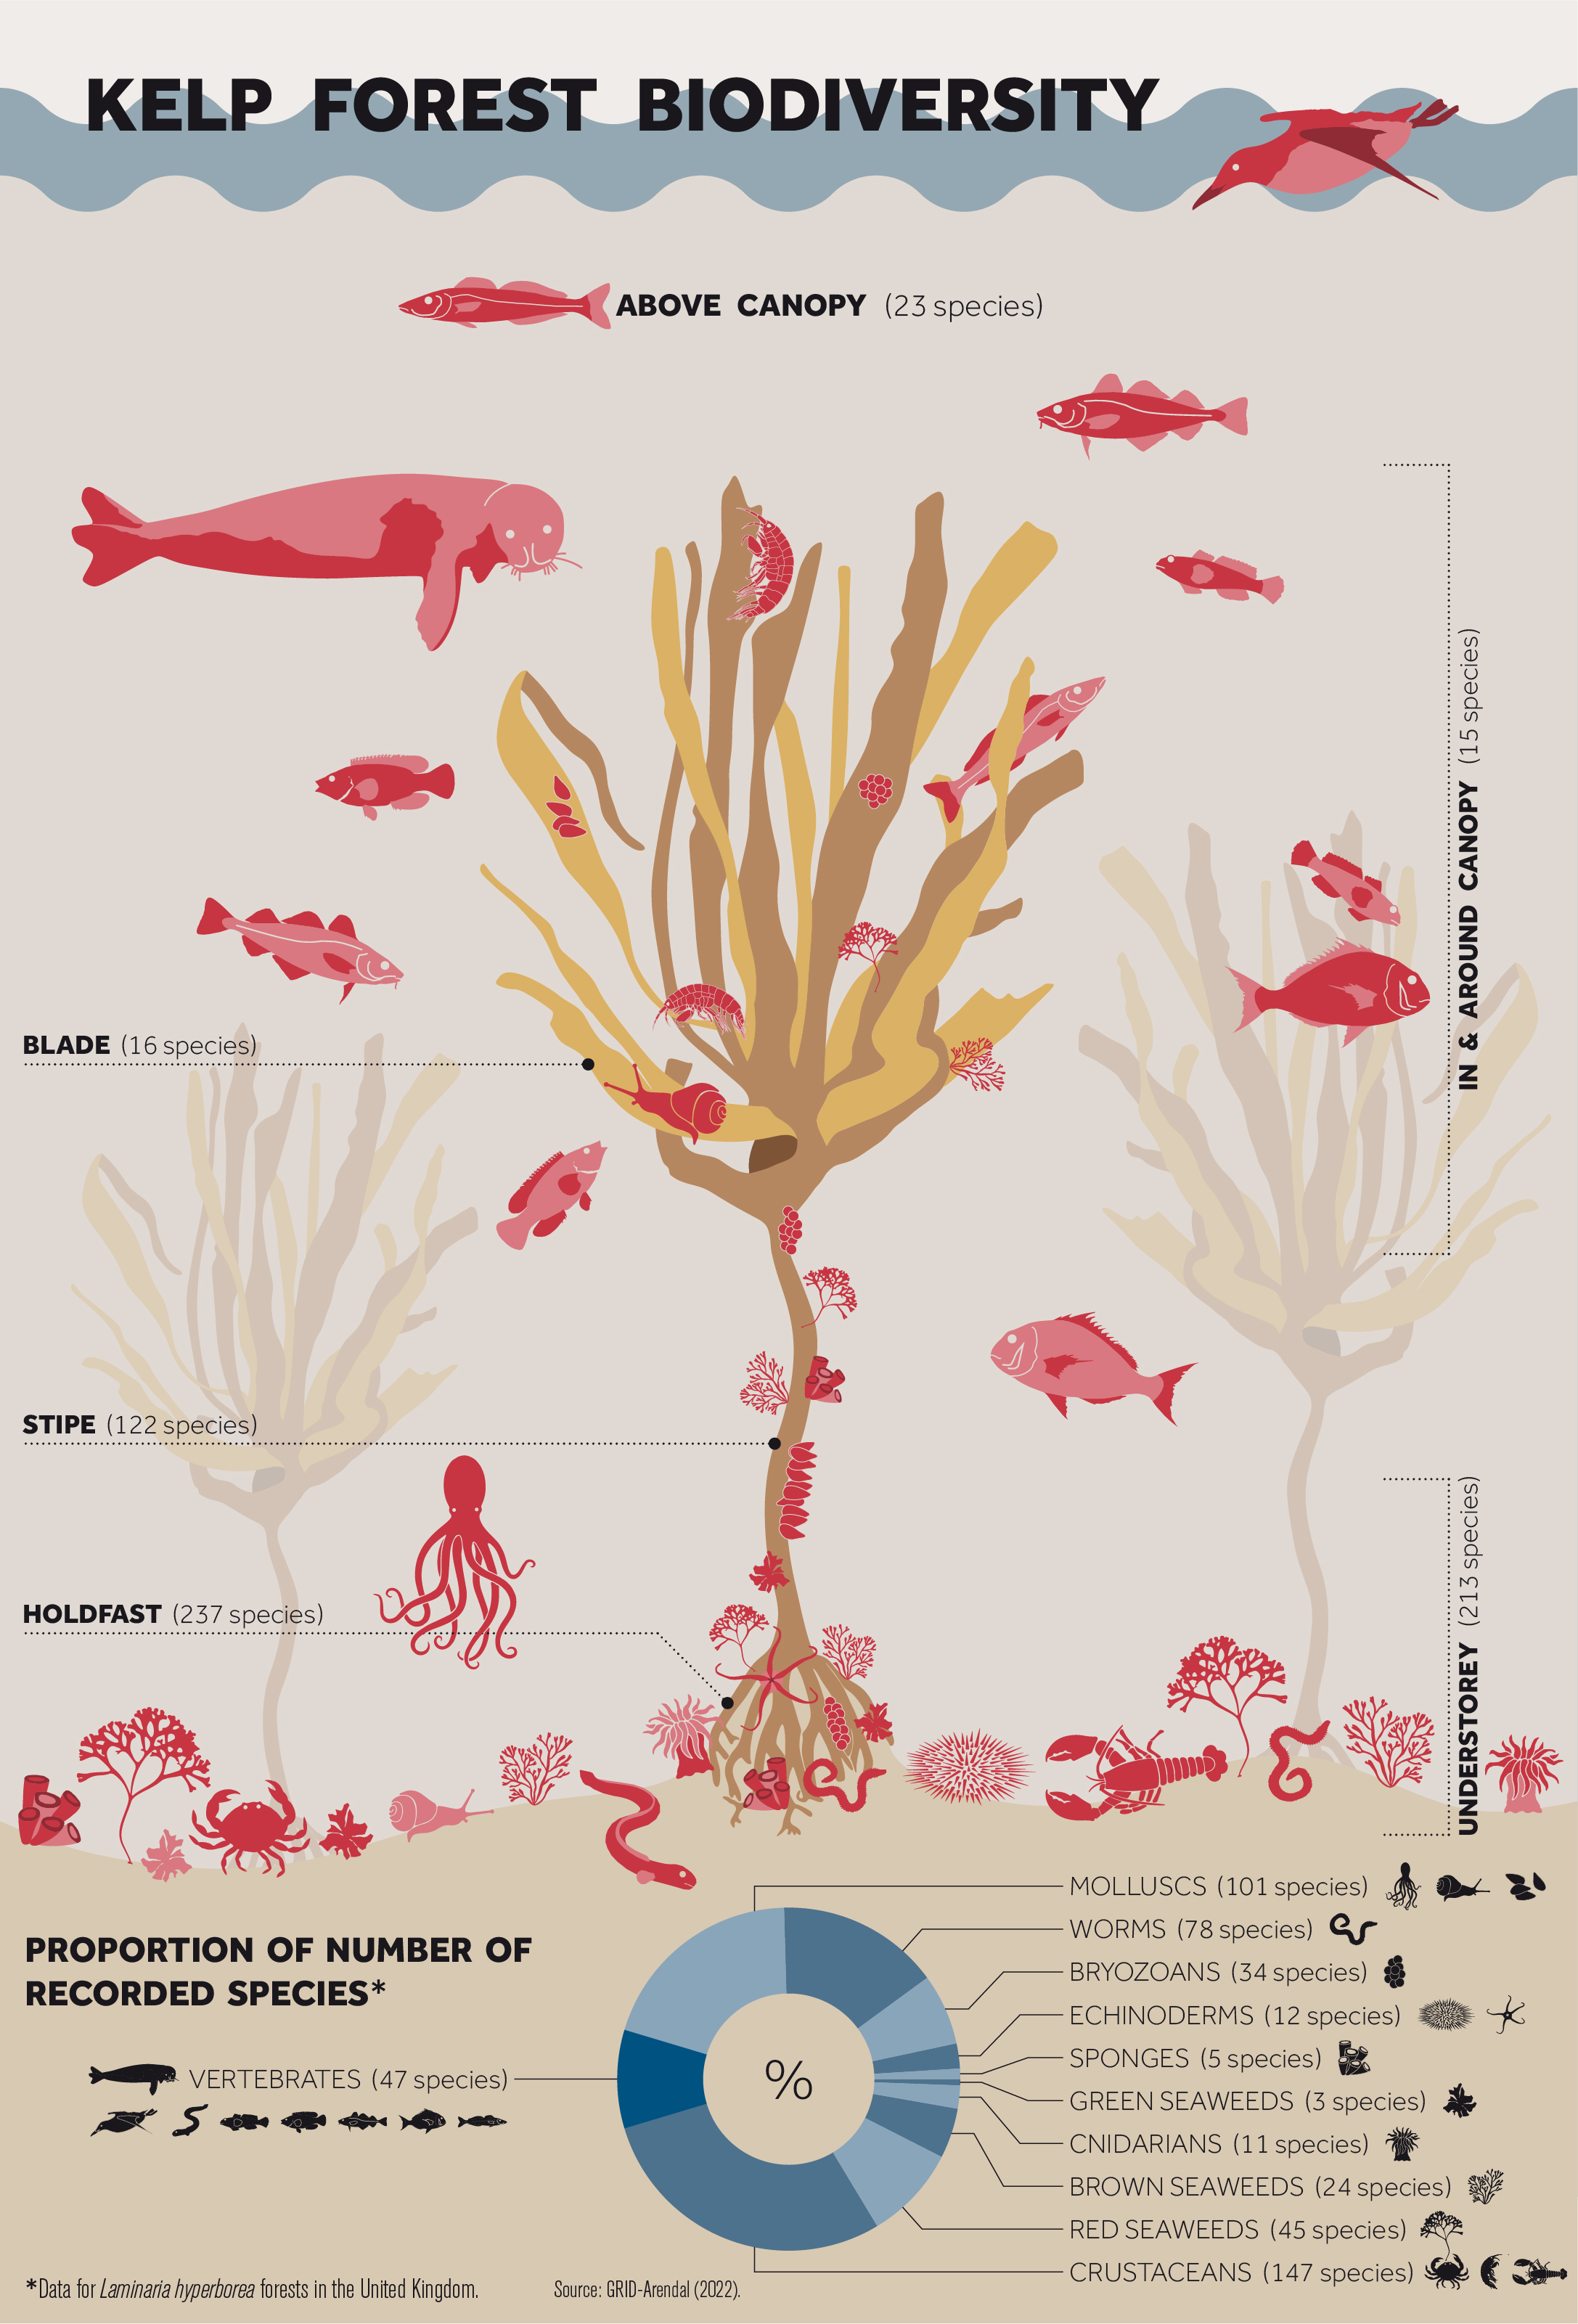 KELP FOREST BIODIVERSITY
ABOVE CANOPY (23 species)
IN & AROUND CANOPY (15 species)
BLADE (16 species)
STIPE (122 species)
HOLDFAST (237 species)
UNDERSTOREY (213 species)
PROPORTION OF NUMBER OF
RECORDED SPECIES*
VERTEBRATES (47 species)
%
MOLLUSCS (101 species)
WORMS (78 species)
BRYOZOANS (34 species)
ECHINODERMS (12 species)
SPONGES (5 species)
GREEN SEAWEEDS (3 species)
CNIDARIANS (11 species)
BROWN SEAWEEDS (24 species)
RED SEAWEEDS (45 species)
CRUSTACEANS (147 species)
*Data for Laminaria hyperborea forests in the United Kingdom.
Source: GRID-Arendal (2022).